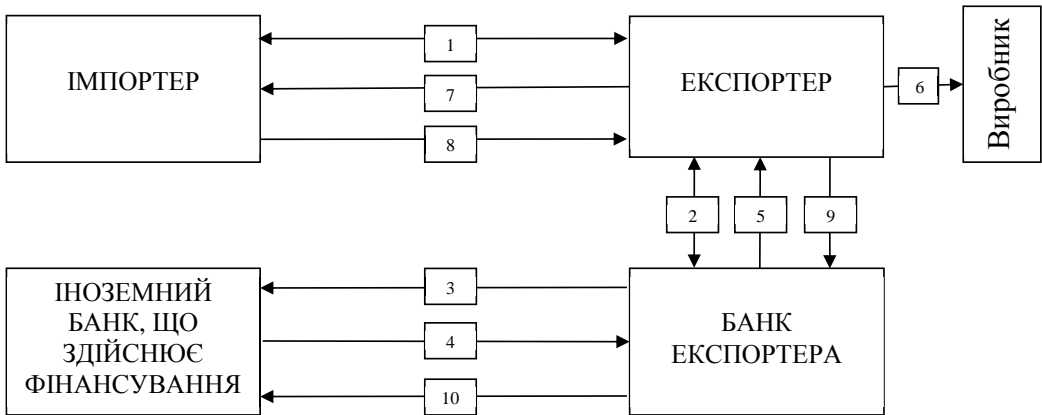 1
ІМПОРТЕР
7
ЕКСПОРТЕР
6
Виробник
8
2
5
9
ІНОЗЕМНИЙ
БАНК, ЩО
ЗДІЙСНЮЄ
ФІНАНСУВАННЯ
3
4
10
БАНК
ЕКСПОРТЕРА